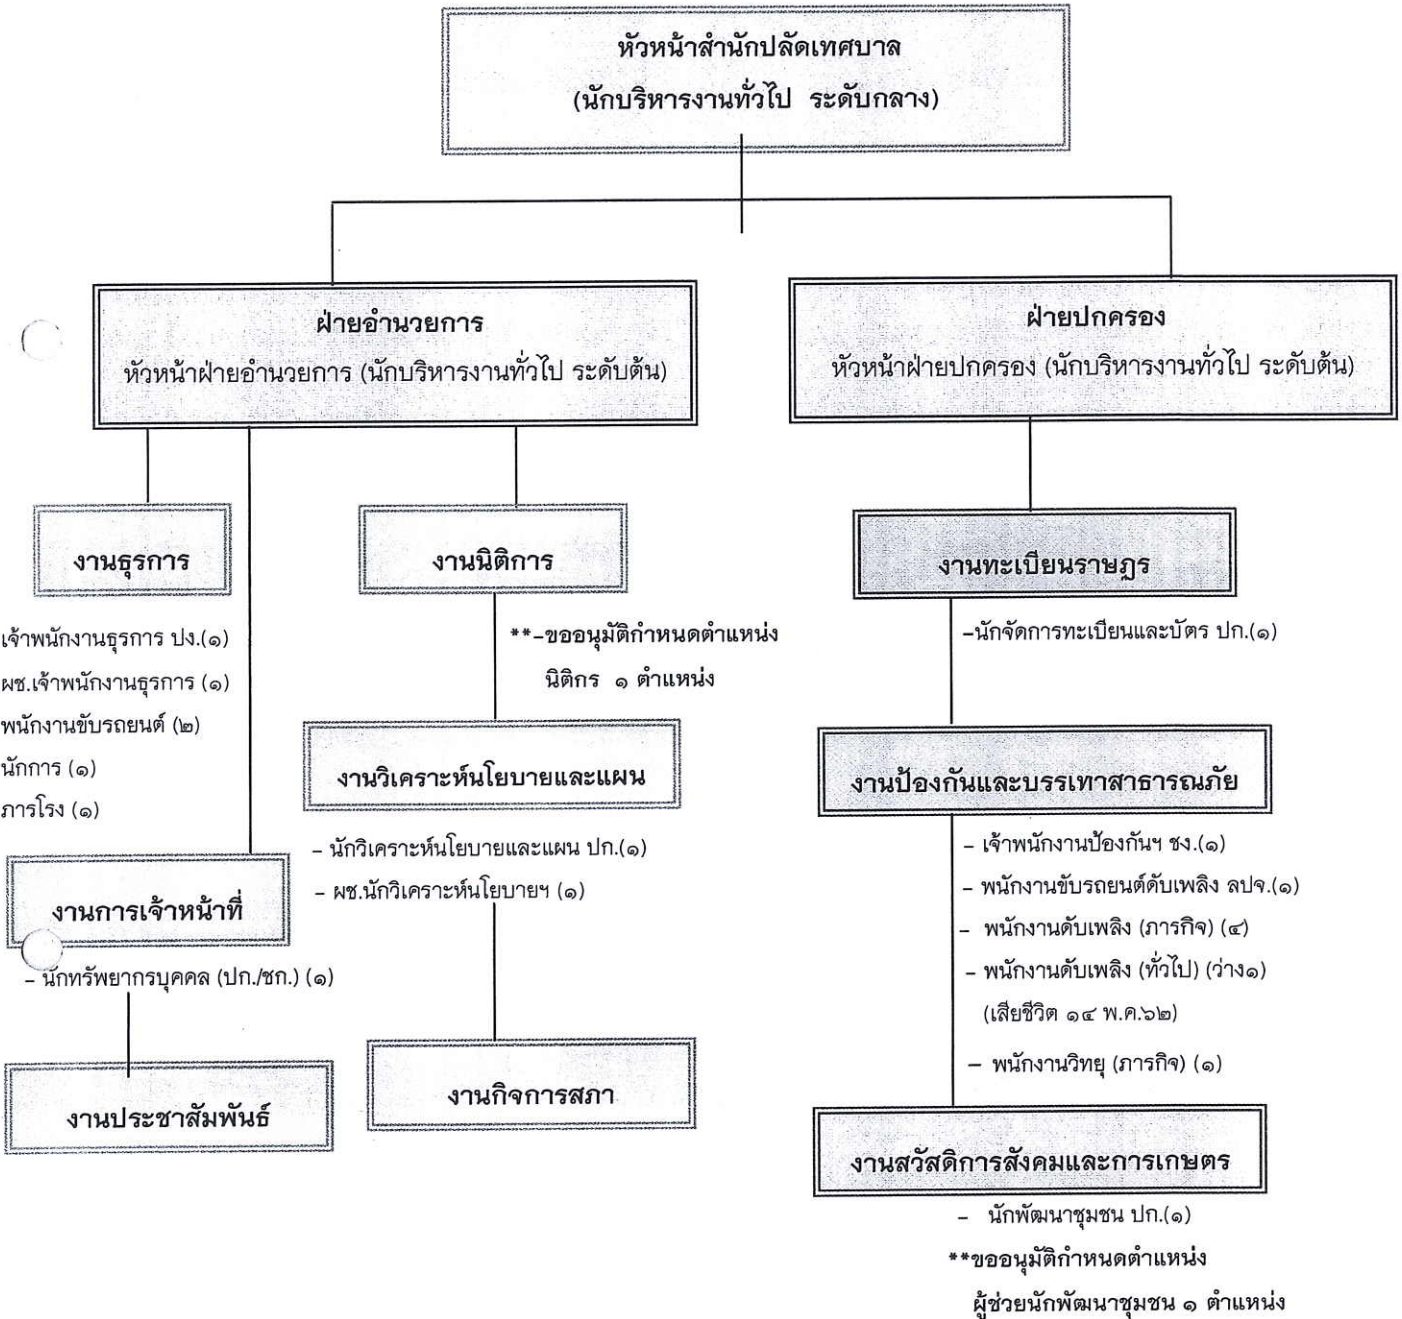 หัวหน้าสำนักปลัดเทศบาล
(นักบริหารงานทั่วไป ระดับกลาง)
ฝ่ายอำนวยการ
หัวหน้าฝ่ายอำนวยการ (นักบริหารงานทั่วไป ระดับต้น)
ฝ่ายปกครอง
หัวหน้าฝ่ายปกครอง (นักบริหารงานทั่วไป ระดับต้น)
งานธุรการ
เจ้าพนักงานธุรการ ปง.(๑)
ผช.เจ้าพนักงานธุรการ (๑)
พนักงานขับรถยนต์ (๒)
นักการ (๑)
ภารโรง (๑)
งานการเจ้าหน้าที่
– นักทรัพยากรบุคคล (ปก./ชก.) (๑)
งานประชาสัมพันธ์
งานนิติการ
**–ขออนุมัติกำหนดตำแหน่ง
นิติกร ๑ ตำแหน่ง
งานวิเคราะห์นโยบายและแผน
– นักวิเคราะห์นโยบายและแผน ปก.(๑)
– ผช.นักวิเคราะห์นโยบายฯ (๑)
งานกิจการสภา
งานทะเบียนราษฎร
–นักจัดการทะเบียนและบัตร ปก.(๑)
งานป้องกันและบรรเทาสาธารณภัย
– เจ้าพนักงานป้องกันฯ ชง.(๑)
– พนักงานขับรถยนต์ดับเพลิง ลปจ.(๑)
– พนักงานดับเพลิง (ภารกิจ) (๔)
– พนักงานดับเพลิง (ทั่วไป) (ว่าง๑)
(เสียชีวิต ๑๔ พ.ค.๖๒)
– พนักงานวิทยุ (ภารกิจ) (๑)
งานสวัสดิการสังคมและการเกษตร
– นักพัฒนาชุมชน ปก.(๑)
**ขออนุมัติกำหนดตำแหน่ง
ผู้ช่วยนักพัฒนาชุมชน ๑ ตำแหน่ง